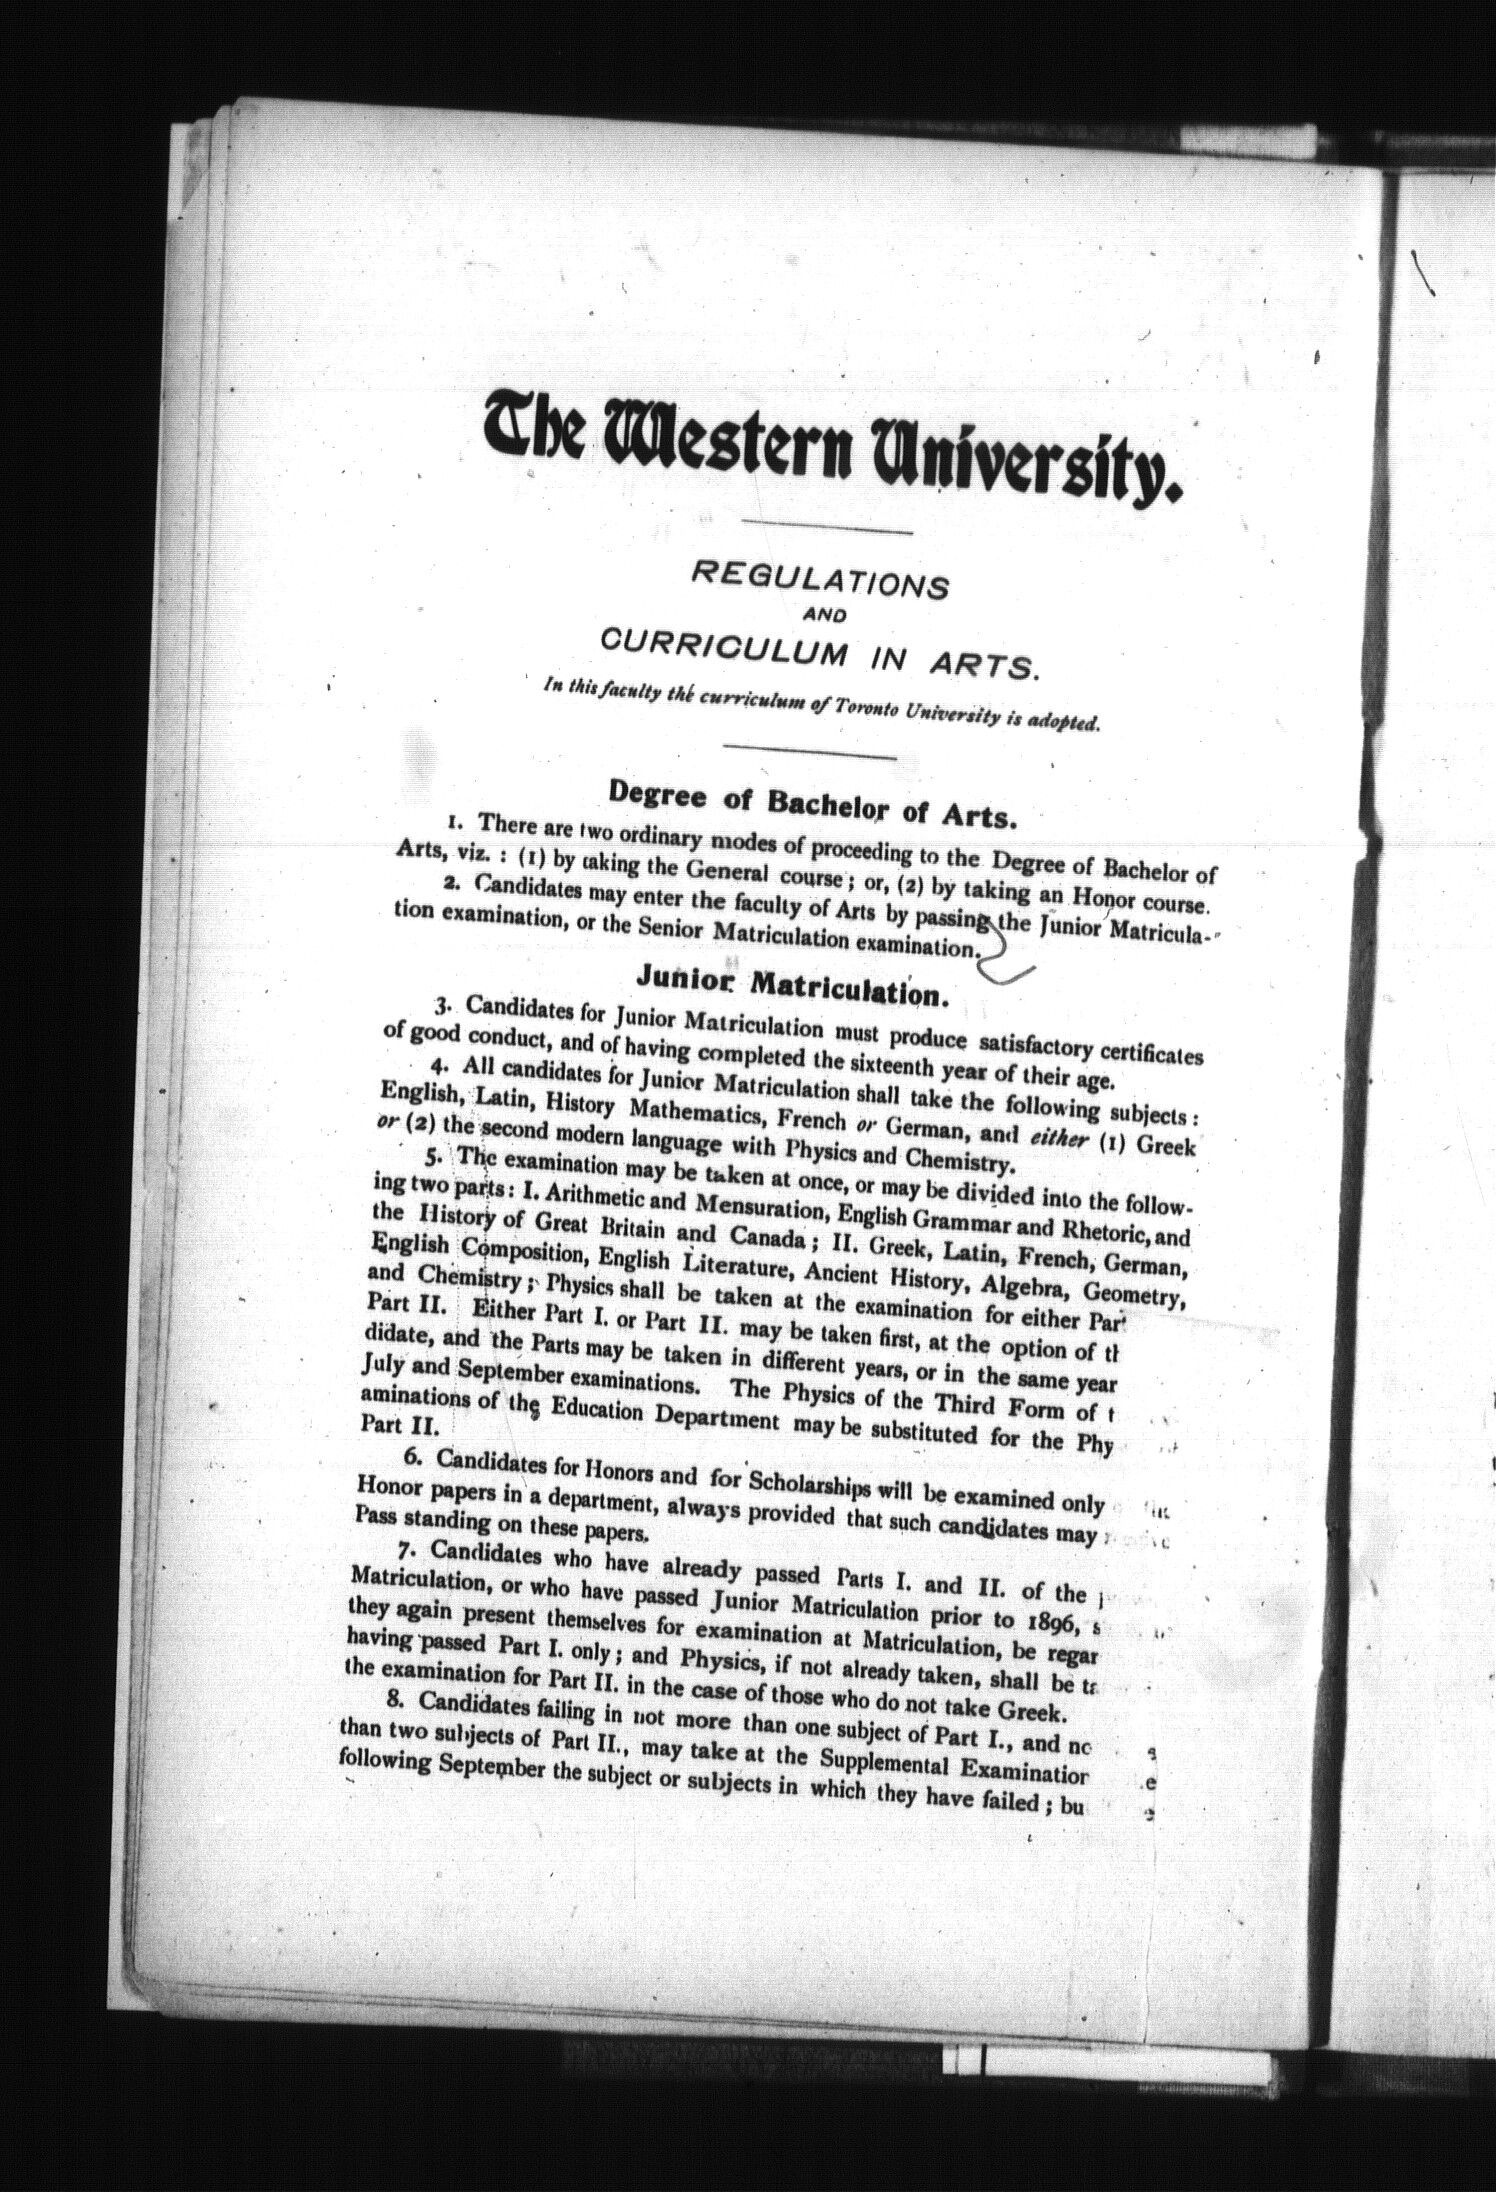 The Western University.
REGULATIONS
AND
CURRICULUM IN ARTS.
In this faculty the curriculum of Toronto University is adopted.
Degree of Bachelor of Arts.
1. There are two ordinary modes of proceeding to the Degree of Bachelor of
Arts, viz. : (1) by taking the General course ; or, (2) by taking an Honor course.
2. Candidates may enter the faculty of Arts by passing the Junior Matricula-
tion examination, or the Senior Matriculation examination.
Junior Matriculation.
3. Candidates for Junior Matriculation must produce satisfactory certificates
of good conduct, and of having completed the sixteenth year of their age.
4. All candidates for Junior Matriculation shall take the following subjects :
English, Latin, History Mathematics, French or German, and either (1) Greek
or (2) the second modern language with Physics and Chemistry.
5. The examination may be taken at once, or may be divided into the follow-
ing two parts : I. Arithmetic and Mensuration, English Grammar and Rhetoric, and
the History of Great Britain and Canada ; II. Greek, Latin, French, German,
English Composition, English Literature, Ancient History, Algebra, Geometry,
and Chemistry ; Physics shall be taken at the examination for either Par
Part II. Either Part I. or Part II. may be taken first, at the option of
didate, and the Parts may be taken in different years, or in the same year
July and September examinations. The Physics of the Third Form of
aminations of the Education Department may be substituted for the Phy
Part II.
6. Candidates for Honors and for Scholarships will be examined only
Honor papers in a department, always provided that such candidates may
Pass standing on these papers.
7. Candidates who have already passed Parts I. and II. of the
Matriculation, or who have passed Junior Matriculation prior to 1896,
they again present themselves for examination at Matriculation, be regar
having passed Part I. only ; and Physics, if not already taken, shall be
the examination for Part II. in the case of those who do not take Greek.
8. Candidates failing in not more than one subject of Part I., and
than two subjects of Part II., may take at the Supplemental Examination
following September the subject or subjects in which they have failed ; bu